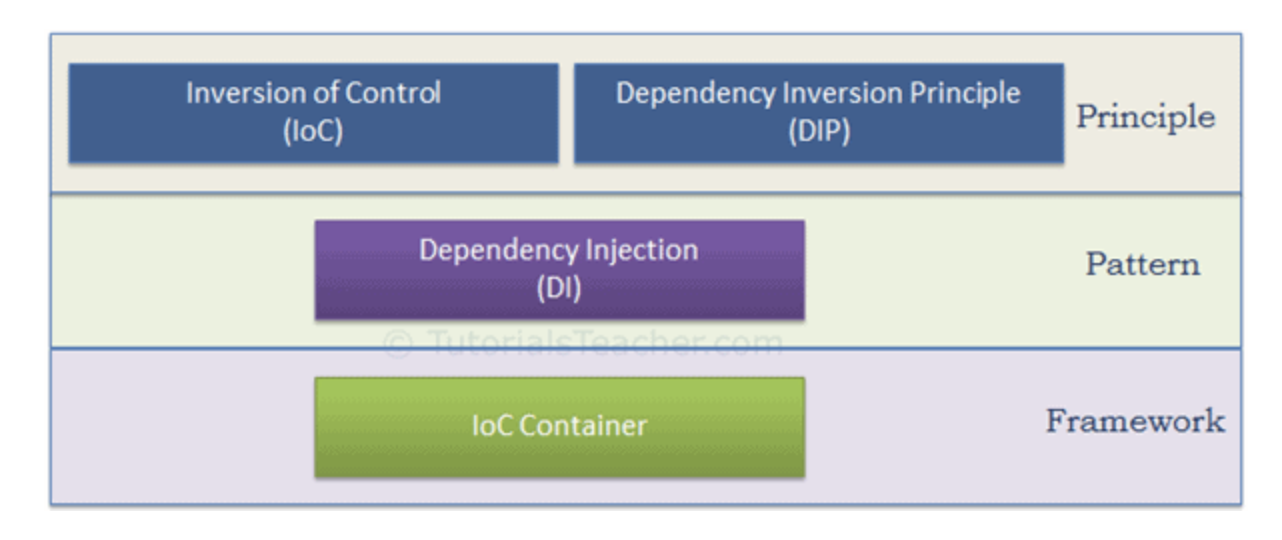 Inversion of Control
(IoC)
Dependency Inversion Principle
(DIP)
Principle
Dependency Injection
(DI)
Pattern
© TutorialsTeacher.com
IoC Container
Framework